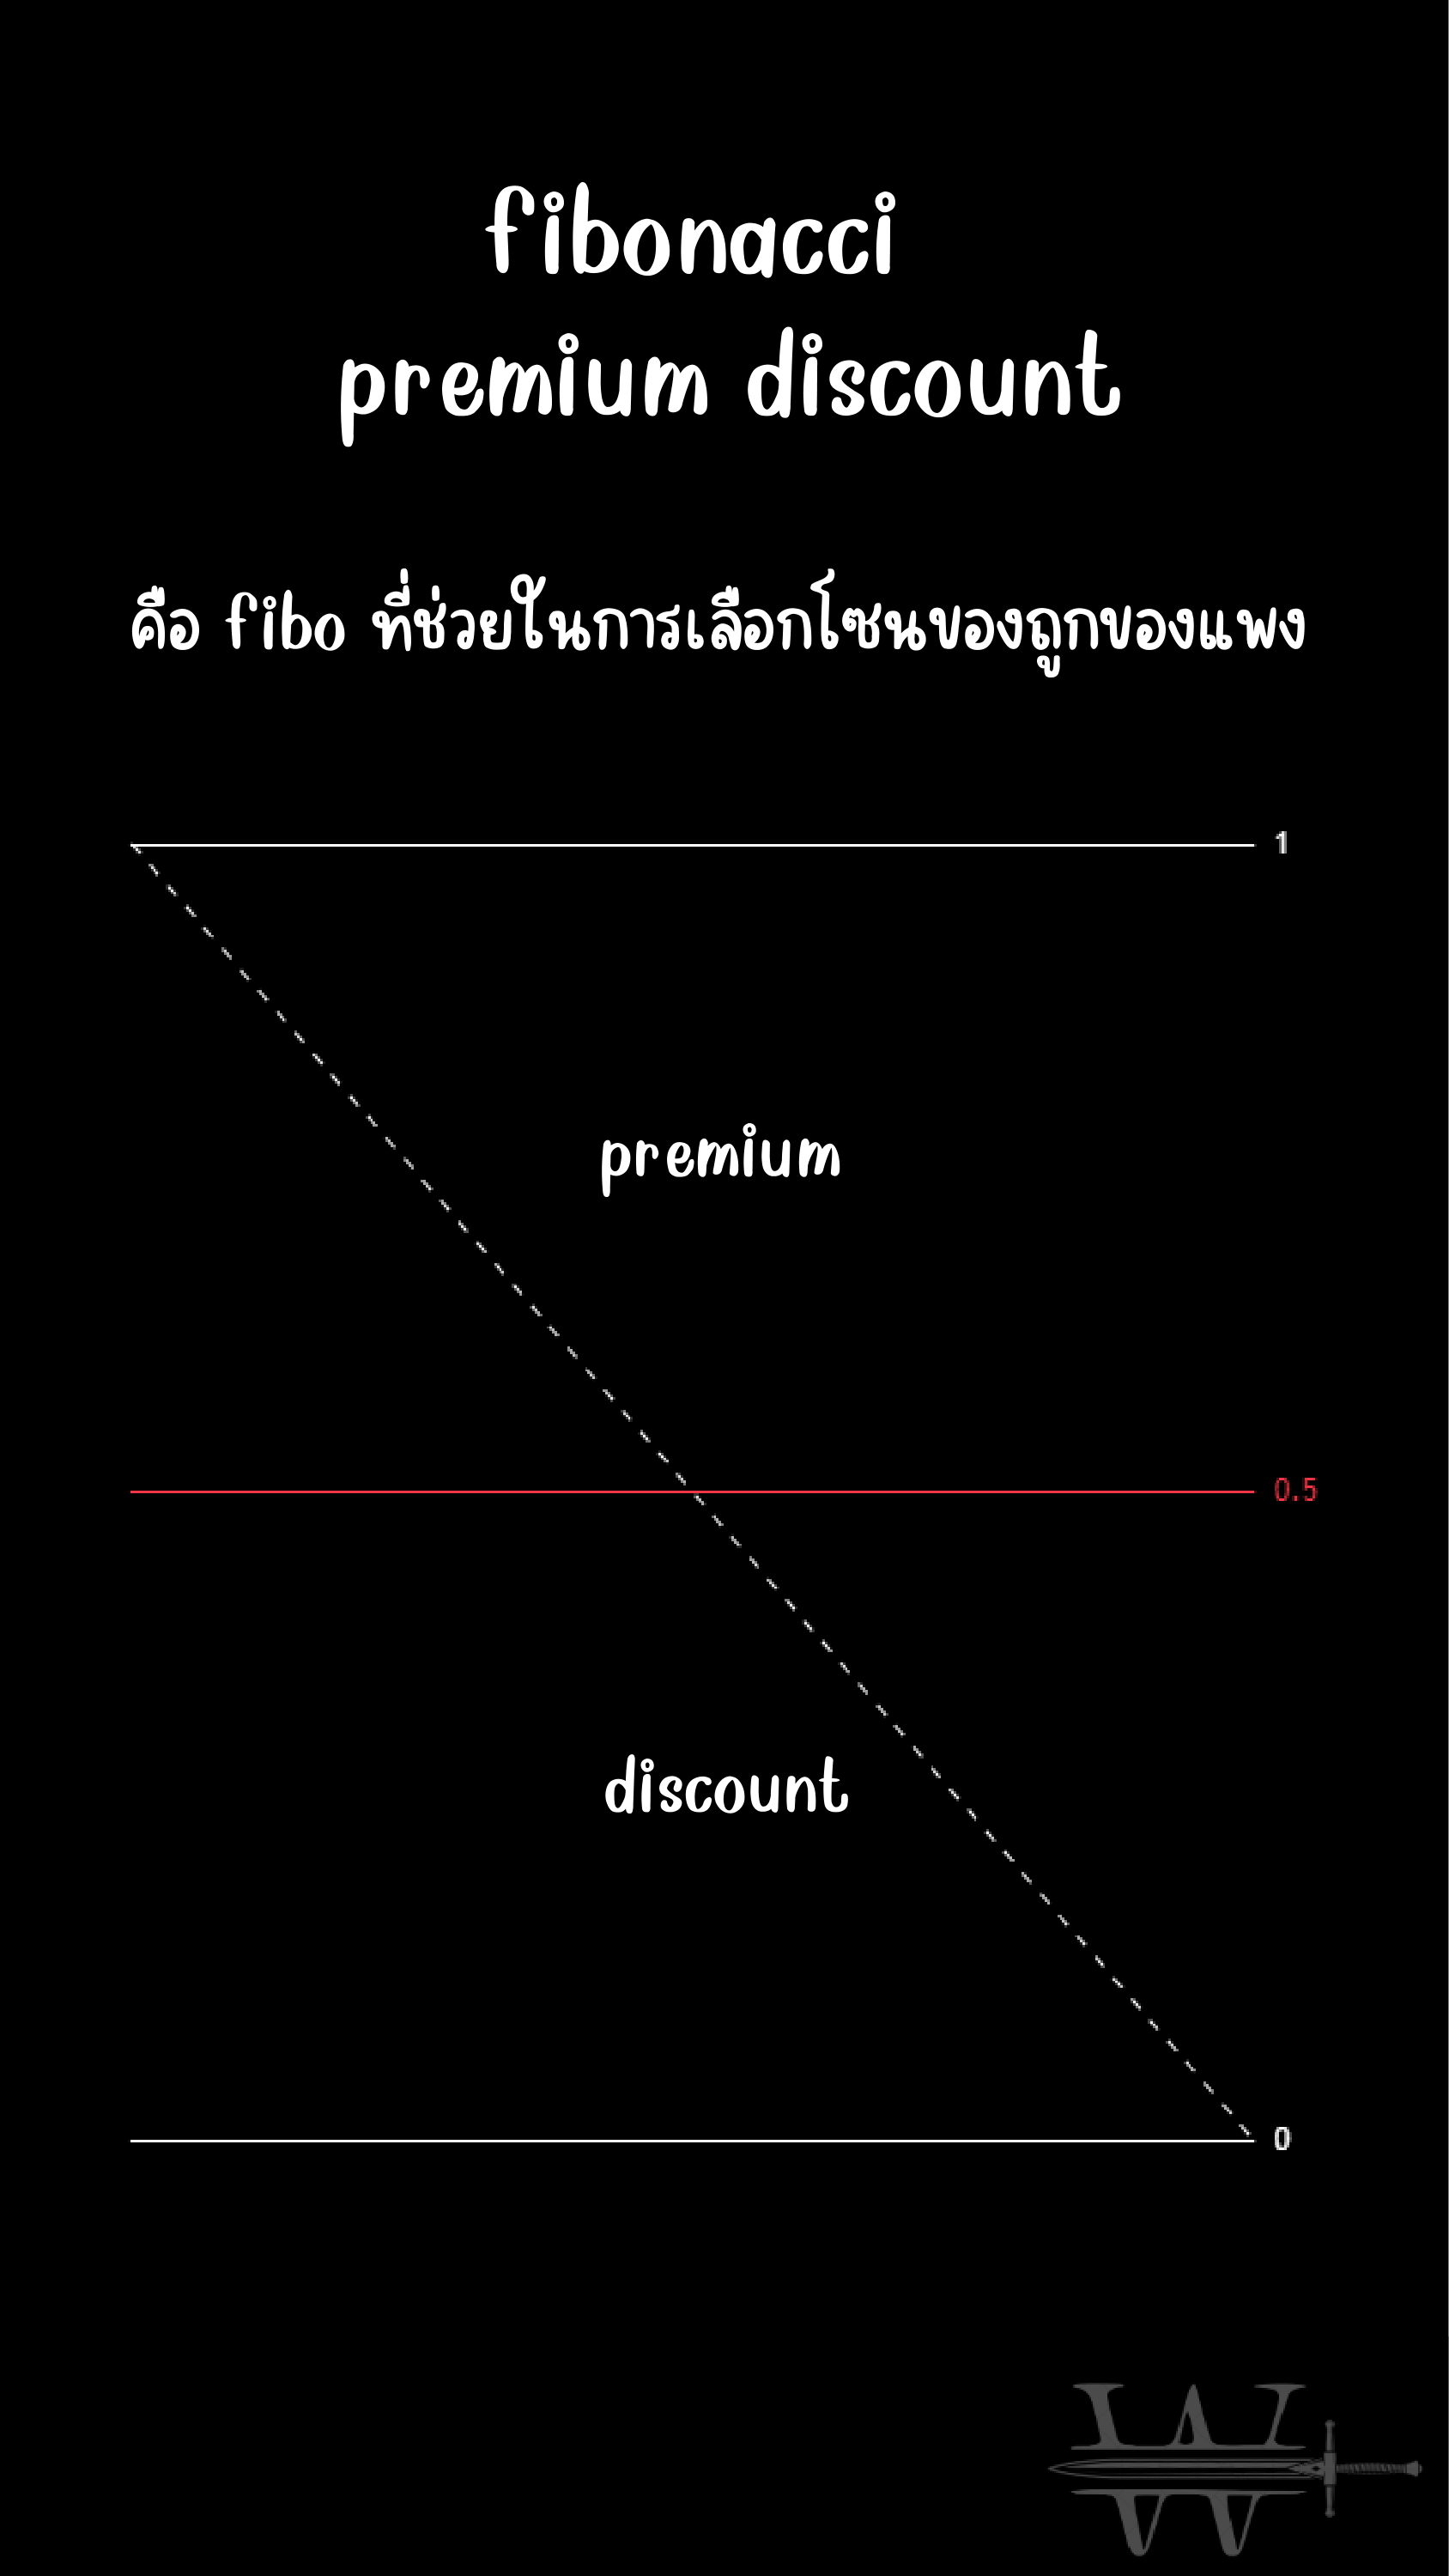 fibonacci
premium discount
คือ fibo ที่ช่วยในการเลือกโซนของถูกของแพง
1
premium
0.5
discount
0
W